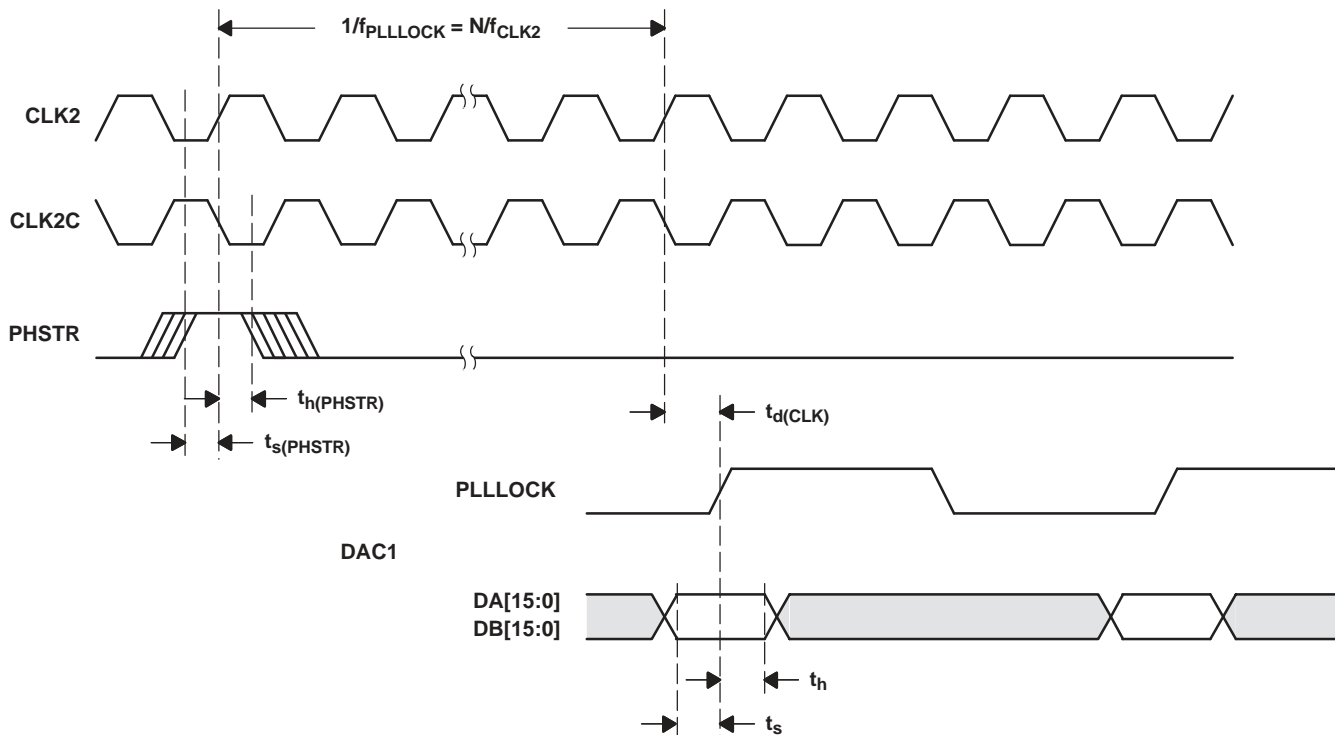 1/fPLLLOCK = N/fCLK2
CLK2
CLK2C
PHSTR
th(PHSTR)
td(CLK)
ts(PHSTR)
PLLLOCK
DAC1
DA[15:0]
DB[15:0]
th
ts